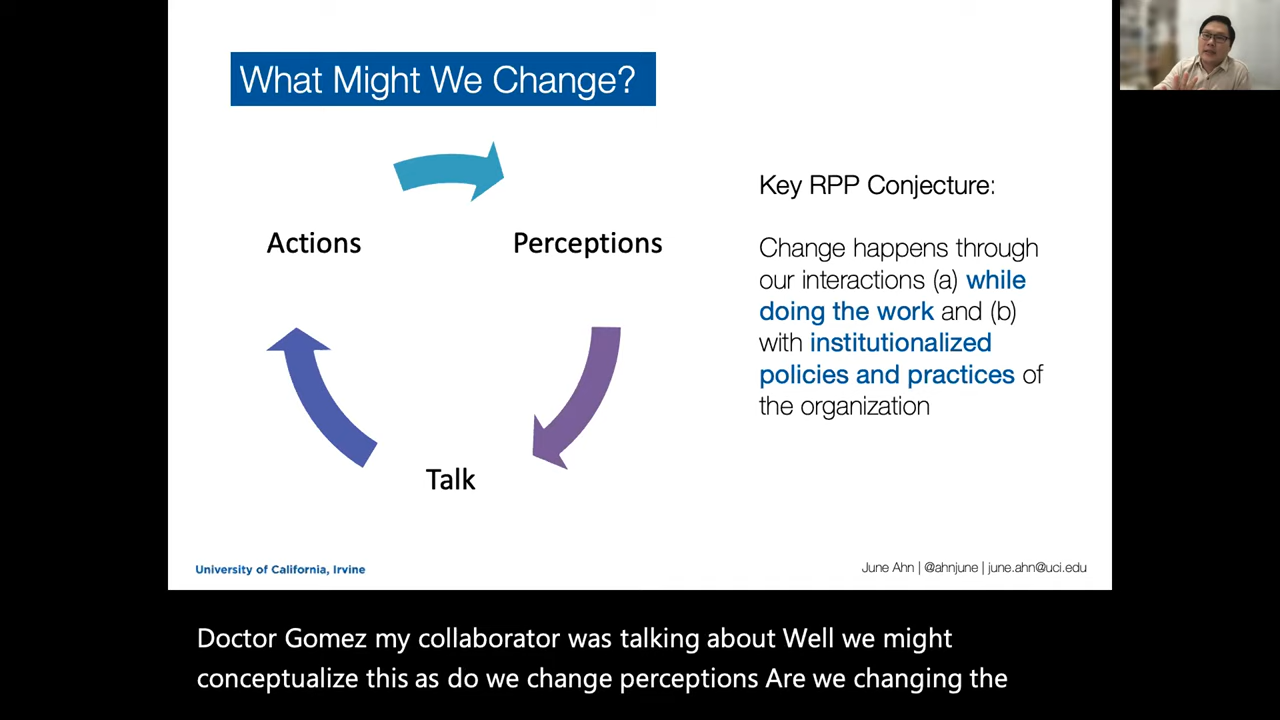 What Might We Change?
Actions
Perceptions
Talk
Key RPP Conjecture:
Change happens through
our interactions (a) while
doing the work and (b)
with institutionalized
policies and practices of
the organization
University of California, Irvine
June Ahn | @ahnjune | june.ahn@uci.edu
Doctor Gomez my collaborator was talking about Well we might
conceptualize this as do we change perceptions Are we changing the